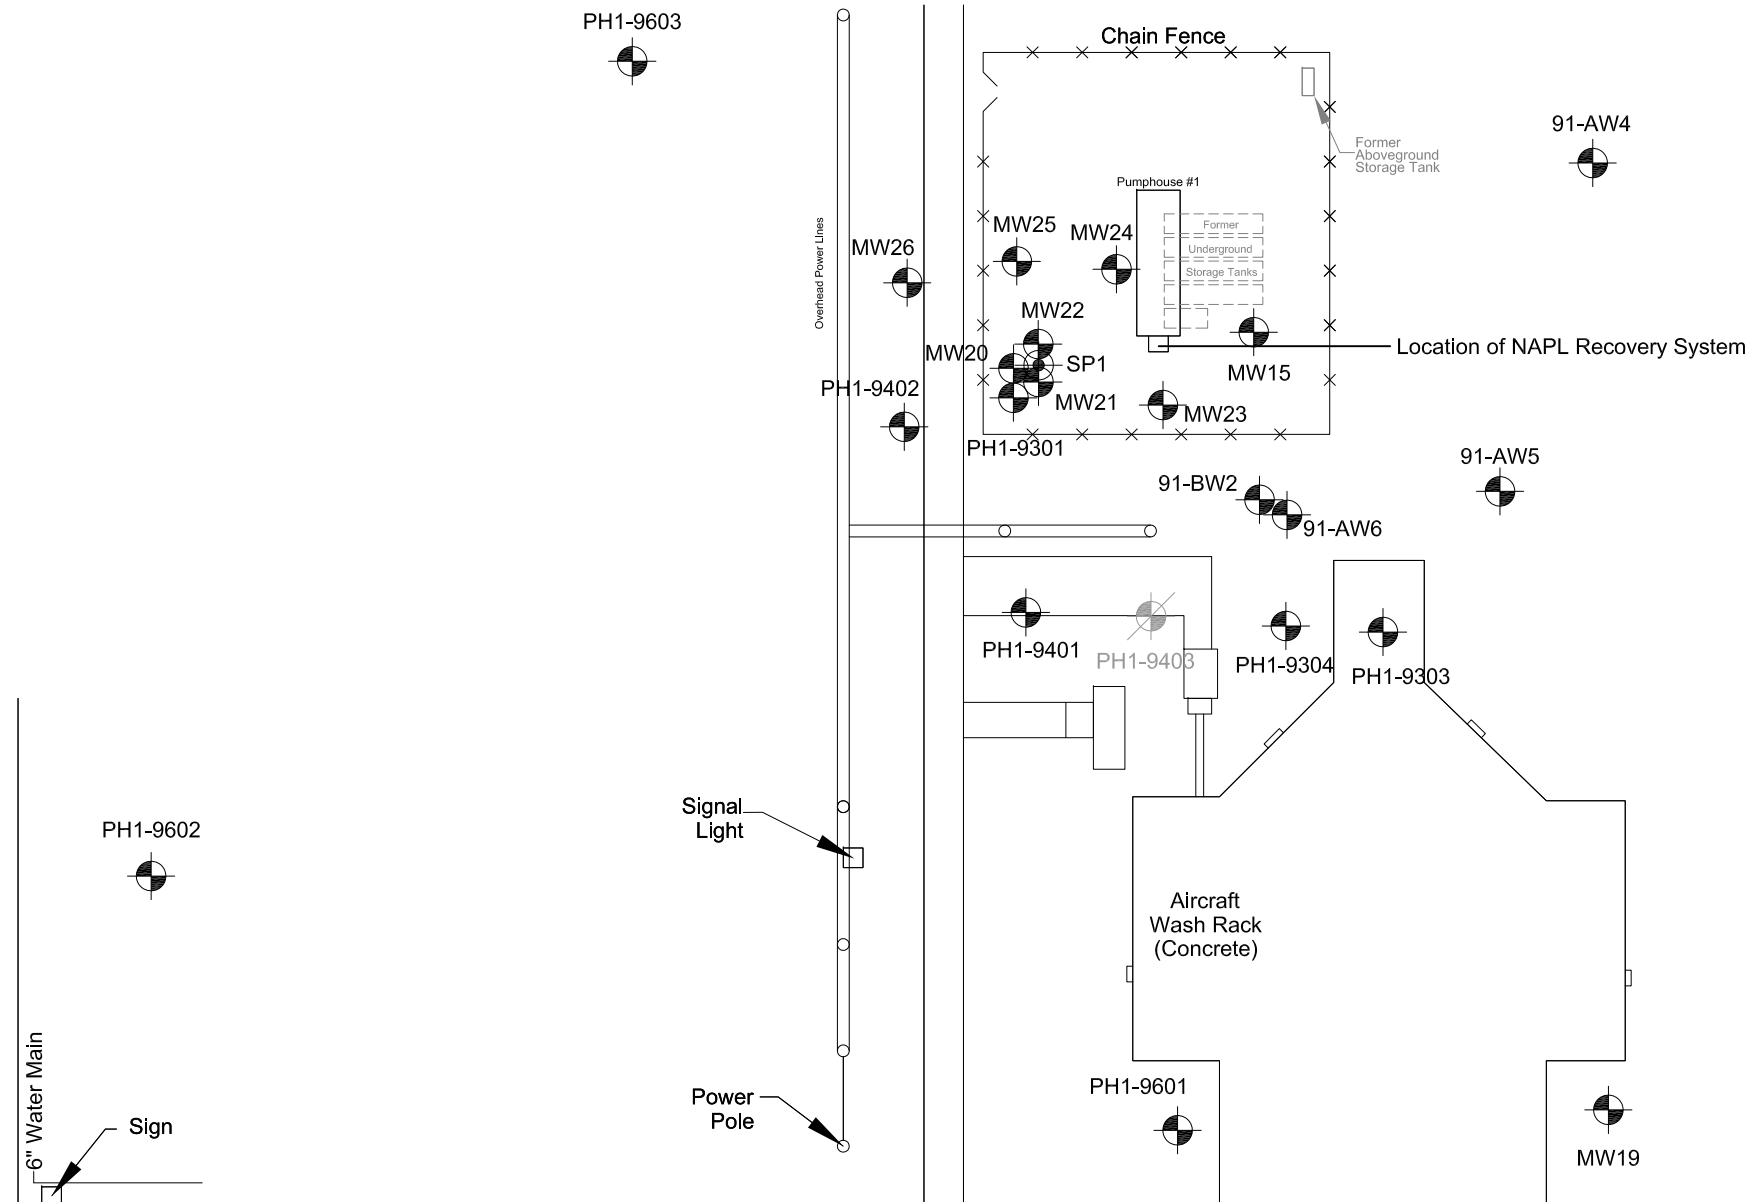 PH1-9603
Chain Fence
91-AW4
Former
Aboveground
Storage Tank
Pumphouse #1
Overhead Power LInes
MW26
MW25
MW24
Former
Underground
Storage Tanks
MW22
MW20
SP1
Location of NAPL Recovery System
MW15
PH1-9402
MW21
MW23
PH1-9301
91-AW5
91-BW2
91-AW6
PH1-9401
PH1-9403
PH1-9304
PH1-9303
Signal
Light
PH1-9602
Aircraft
Wash Rack
(Concrete)
6" Water Main
Sign
Power
Pole
PH1-9601
MW19